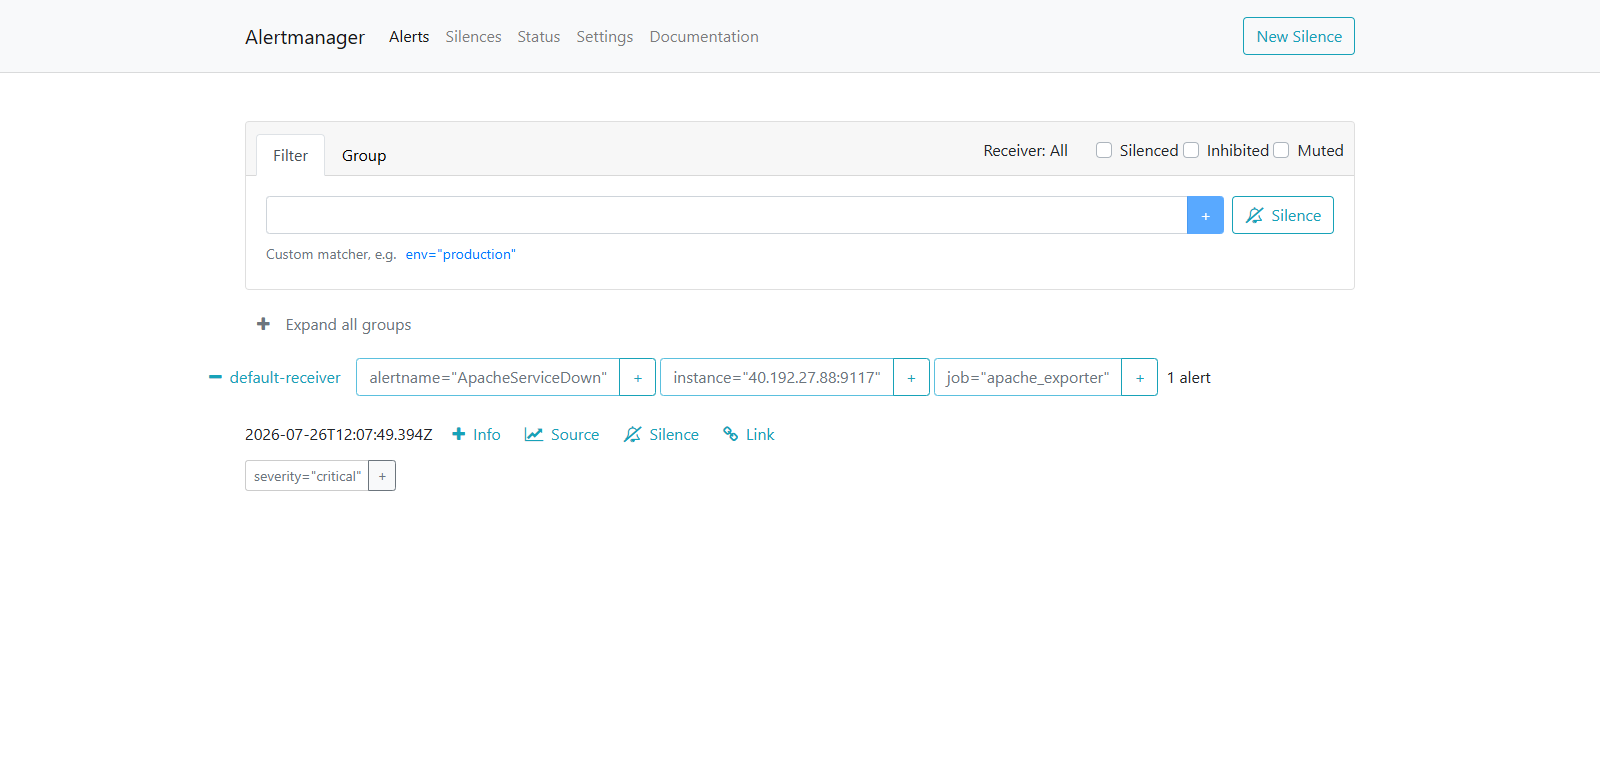 Alertmanager Alerts Silences Status Settings Documentation New Silence
Filter Group Receiver: All Silenced Inhibited Muted
+ Silence
Custom matcher, e.g. env="production"
+ Expand all groups
− default-receiver alertname="ApacheServiceDown" + instance="40.192.27.88:9117" + job="apache_exporter" + 1 alert
2026-07-26T12:07:49.394Z + Info Source Silence Link
severity="critical" +